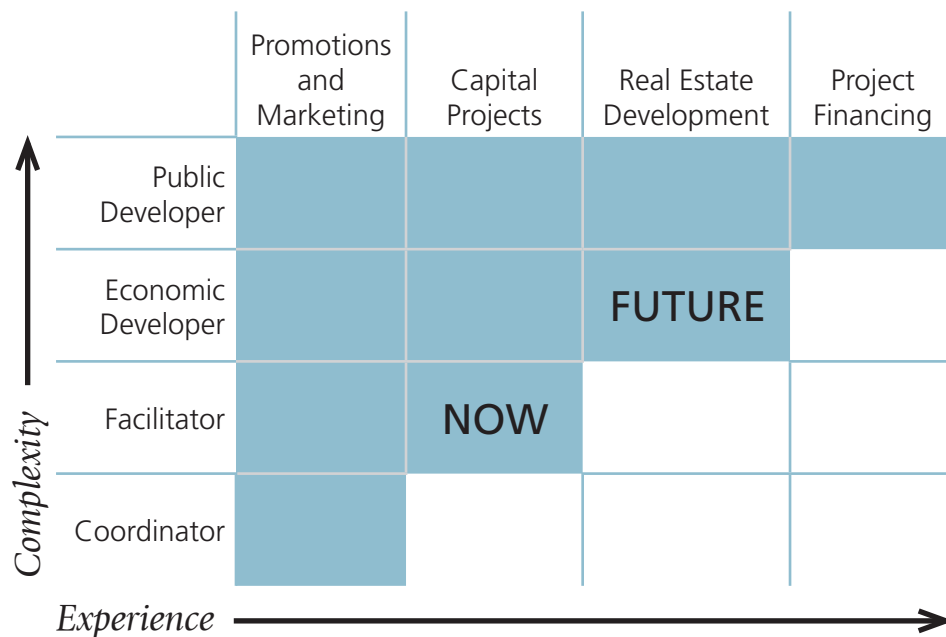 Promotions
and
Marketing
Capital
Projects
Real Estate
Development
Project
Financing
Public
Developer
Economic
Developer
FUTURE
Facilitator
NOW
Coordinator
Complexity
Experience